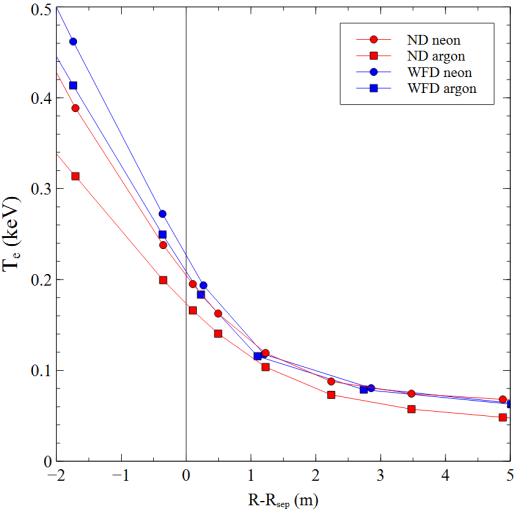 0.5
0.4
0.3
0.2
0.1
0
−2 −1 0 1 2 3 4 5
T_e (keV)
R-R_sep (m)
ND neon
ND argon
WFD neon
WFD argon